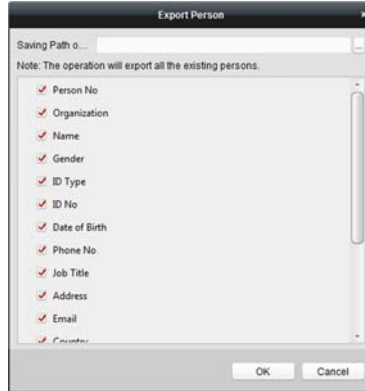 Export Person
Saving Path o...
Note: The operation will export all the existing persons.
Person No
Organization
Name
Gender
ID Type
ID No
Date of Birth
Phone No
Job Title
Address
Email
Country
OK Cancel